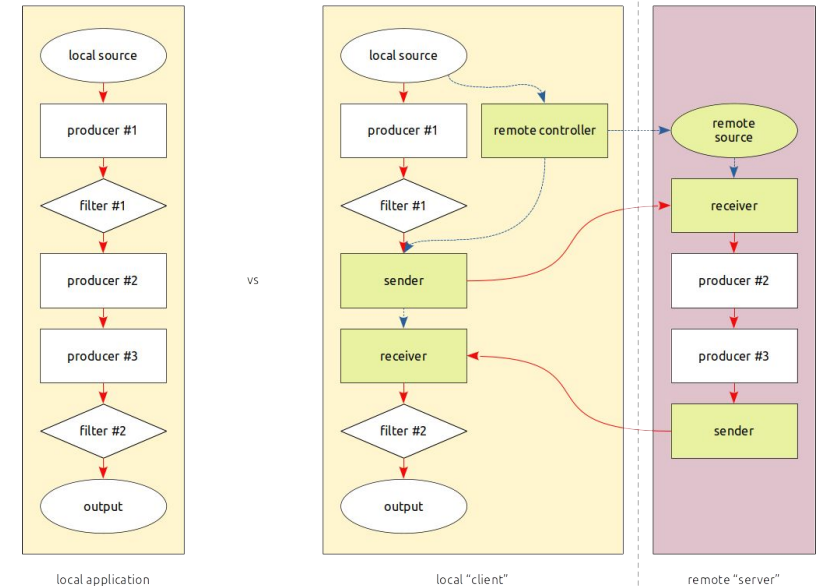 local source
producer #1
filter #1
producer #2
producer #3
filter #2
output
local application
vs
local source
producer #1
remote controller
filter #1
sender
receiver
filter #2
output
local “client”
remote
source
receiver
producer #2
producer #3
sender
remote “server”